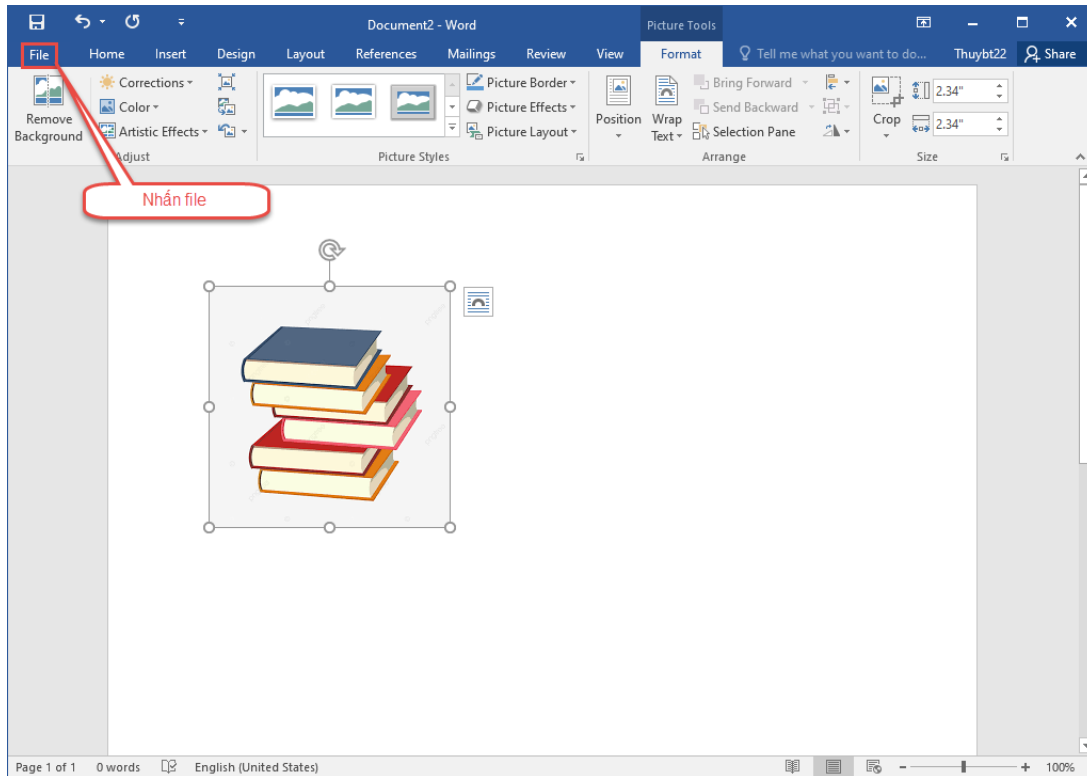 Document2 - Word
Picture Tools
File Home Insert Design Layout References Mailings Review View Format Tell me what you want to do... Thuybt22 Share
Remove Background
Corrections
Color
Artistic Effects
Adjust
Picture Border
Picture Effects
Picture Layout
Picture Styles
Position
Wrap Text
Bring Forward
Send Backward
Selection Pane
Arrange
Crop
2.34"
2.34"
Size
Nhấn file
Page 1 of 1 0 words English (United States) 100%